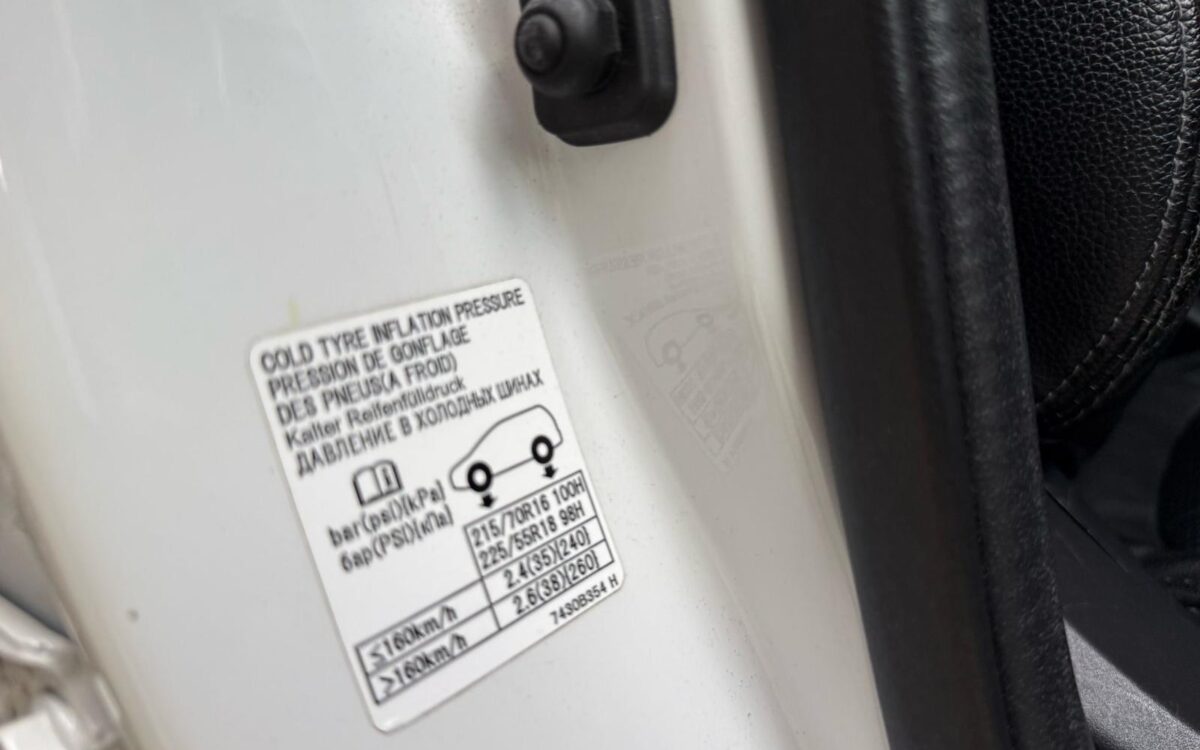 COLD TYRE INFLATION PRESSURE
PRESSION DE GONFLAGE
DES PNEUS(A FROID)
Kalter Reifenfülldruck
ДАВЛЕНИЕ В ХОЛОДНЫХ ШИНАХ
bar(psi)[kPa]
бар(PSI)[кПа]
215/70R16 100H
225/55R18 98H
≤160km/h 2.4(35)[240]
>160km/h 2.6(38)[260]
7430B354 H